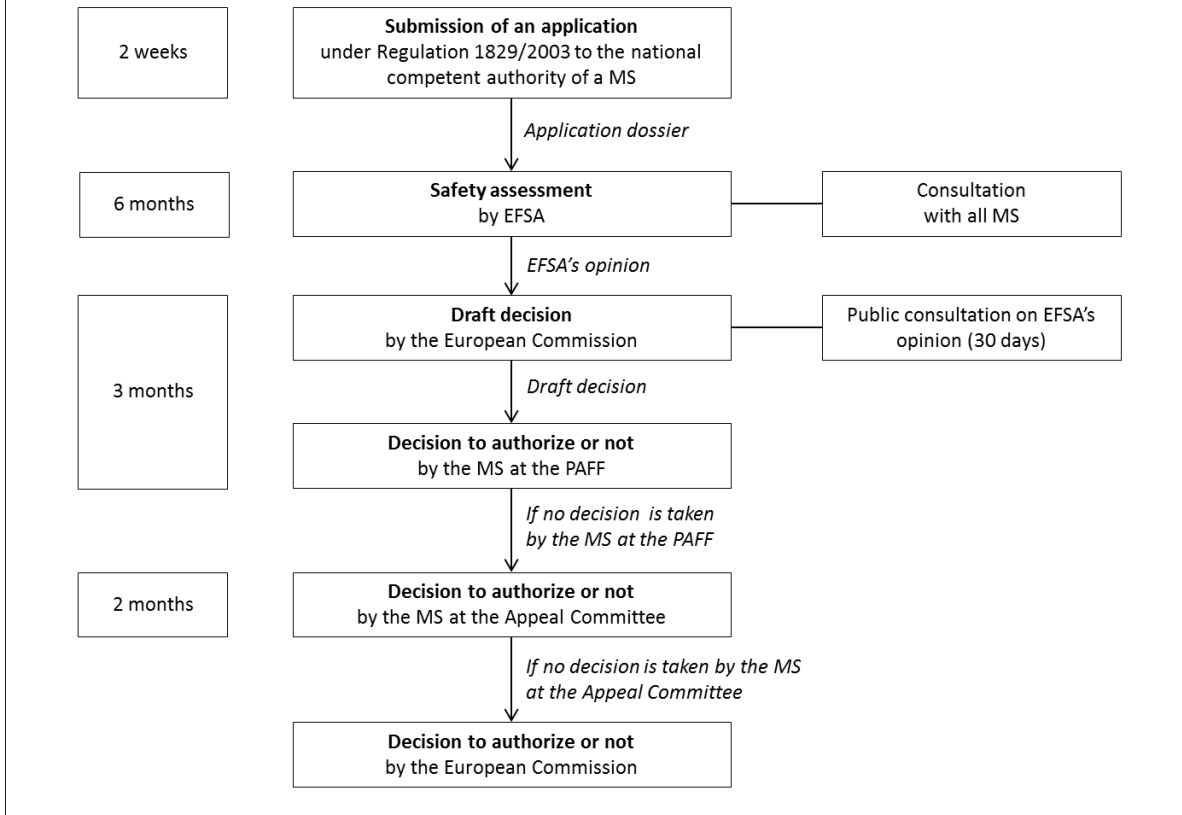 2 weeks
Submission of an application
under Regulation 1829/2003 to the national
competent authority of a MS
Application dossier
6 months
Safety assessment
by EFSA
Consultation
with all MS
EFSA's opinion
3 months
Draft decision
by the European Commission
Public consultation on EFSA's
opinion (30 days)
Draft decision
Decision to authorize or not
by the MS at the PAFF
If no decision is taken
by the MS at the PAFF
2 months
Decision to authorize or not
by the MS at the Appeal Committee
If no decision is taken by the MS
at the Appeal Committee
Decision to authorize or not
by the European Commission